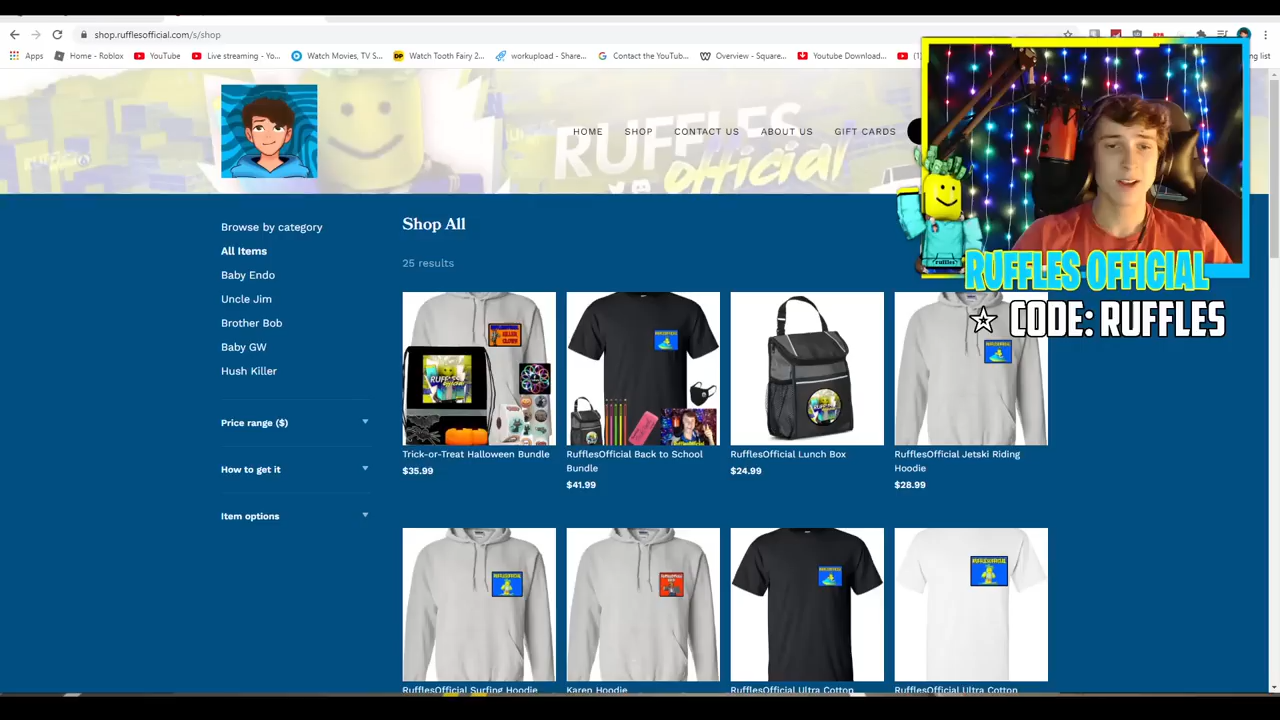 shop.rufflesofficial.com/s/shop
Apps Home - Roblox YouTube Live streaming - Yo... Watch Movies, TV S... Watch Tooth Fairy 2... workupload - Share... Contact the YouTub... Overview - Square... Youtube Download...
RUFFLES
official
HOME SHOP CONTACT US ABOUT US GIFT CARDS
RUFFLES OFFICIAL
CODE: RUFFLES
Browse by category
All Items
Baby Endo
Uncle Jim
Brother Bob
Baby GW
Hush Killer
Price range ($)
How to get it
Item options
Shop All
25 results
Trick-or-Treat Halloween Bundle
$35.99
RufflesOfficial Back to School
Bundle
$41.99
RufflesOfficial Lunch Box
$24.99
RufflesOfficial Jetski Riding
Hoodie
$28.99
RufflesOfficial Surfing Hoodie
Karen Hoodie
RufflesOfficial Ultra Cotton
RufflesOfficial Ultra Cotton